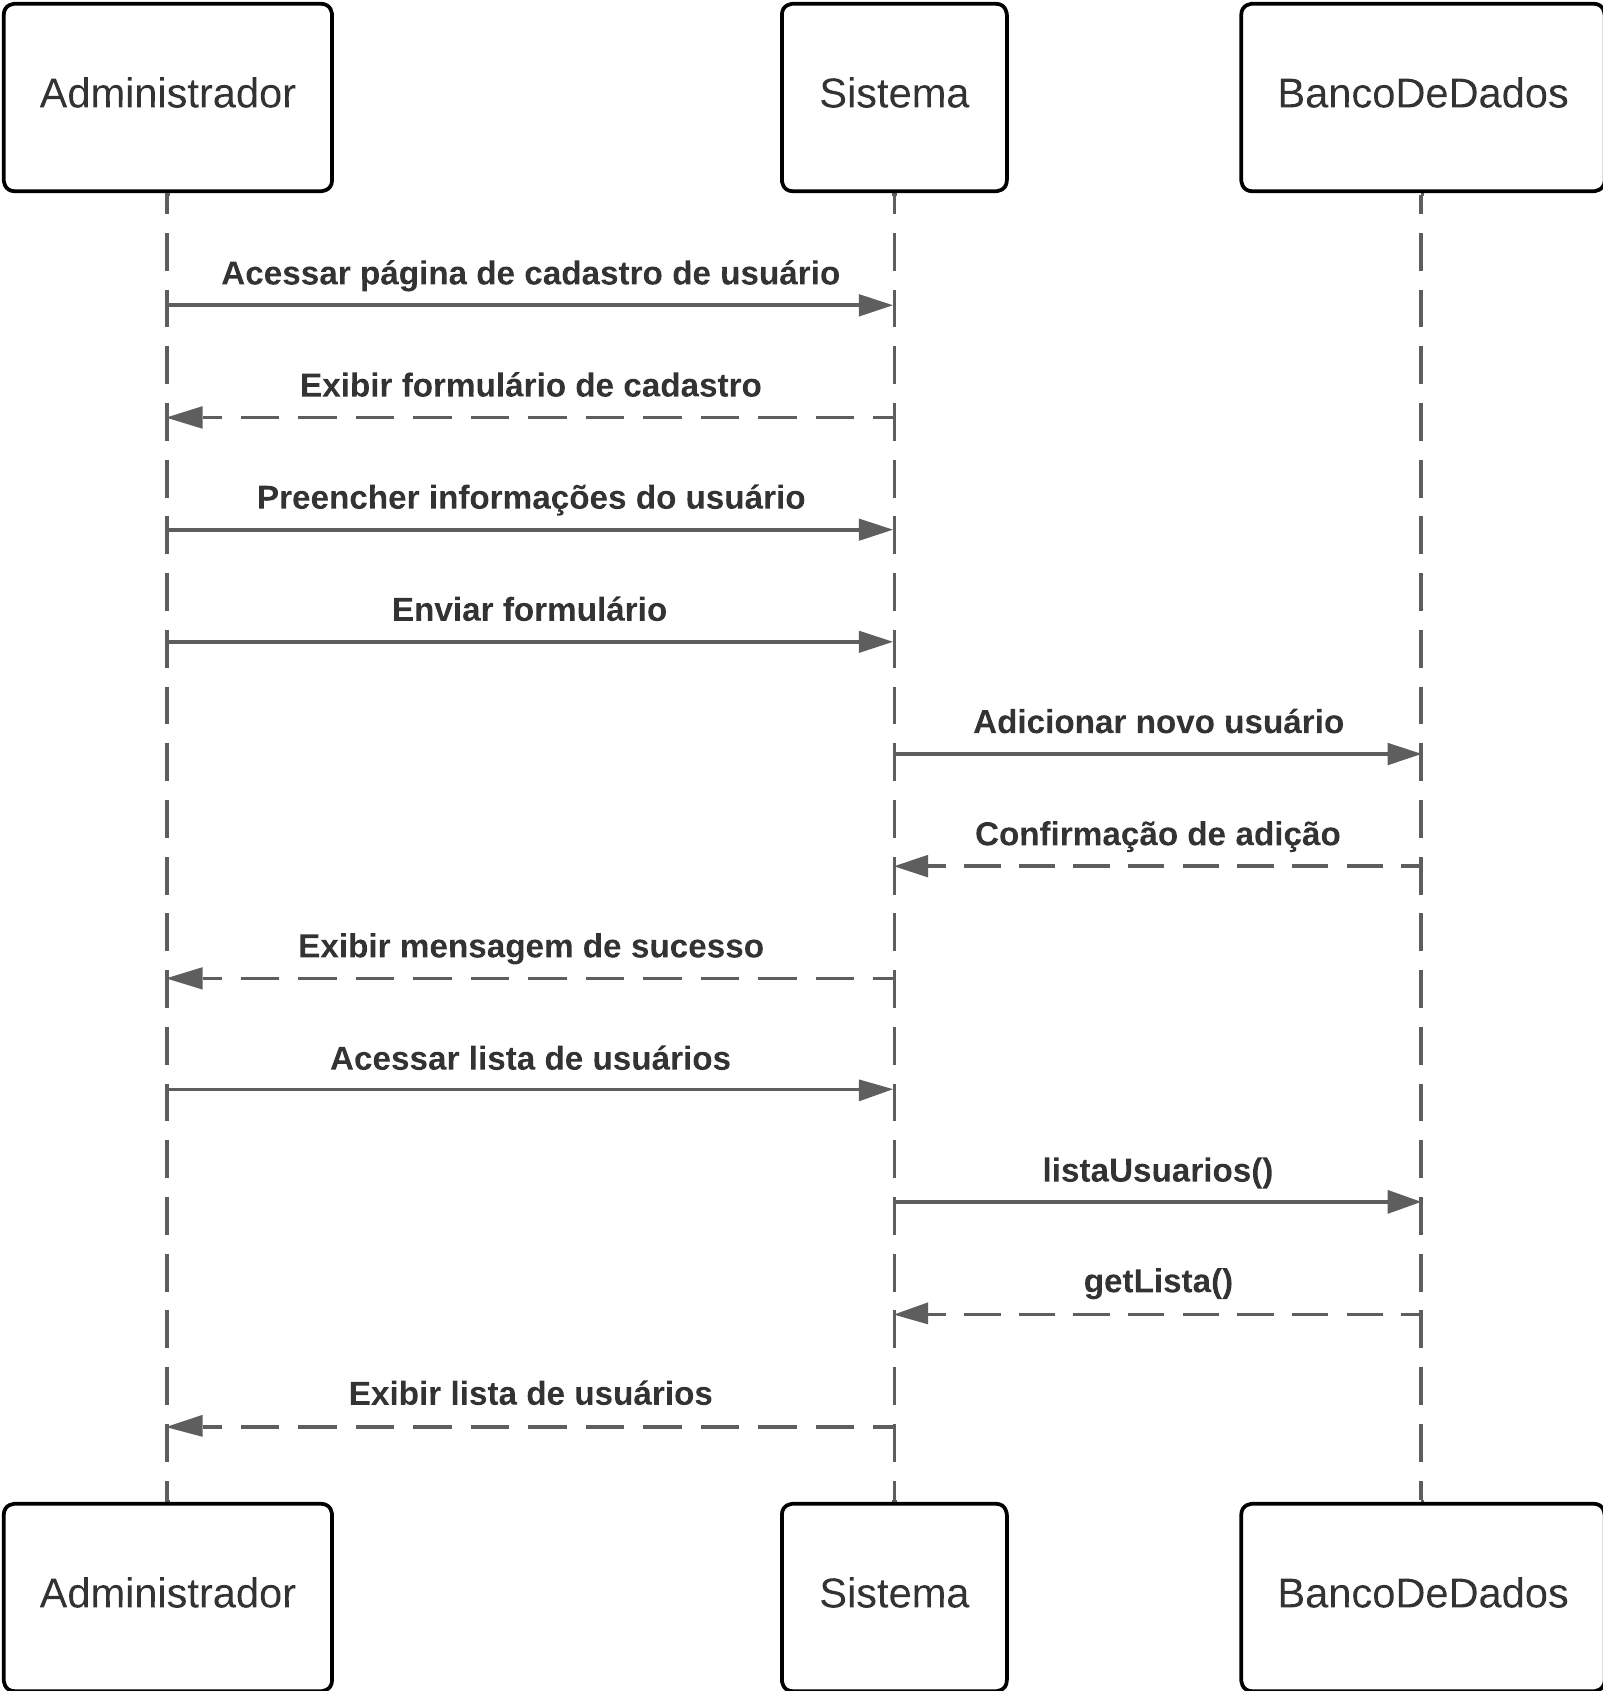 Administrador
Sistema
BancoDeDados
Acessar página de cadastro de usuário
Exibir formulário de cadastro
Preencher informações do usuário
Enviar formulário
Adicionar novo usuário
Confirmação de adição
Exibir mensagem de sucesso
Acessar lista de usuários
listaUsuarios()
getLista()
Exibir lista de usuários
Administrador
Sistema
BancoDeDados